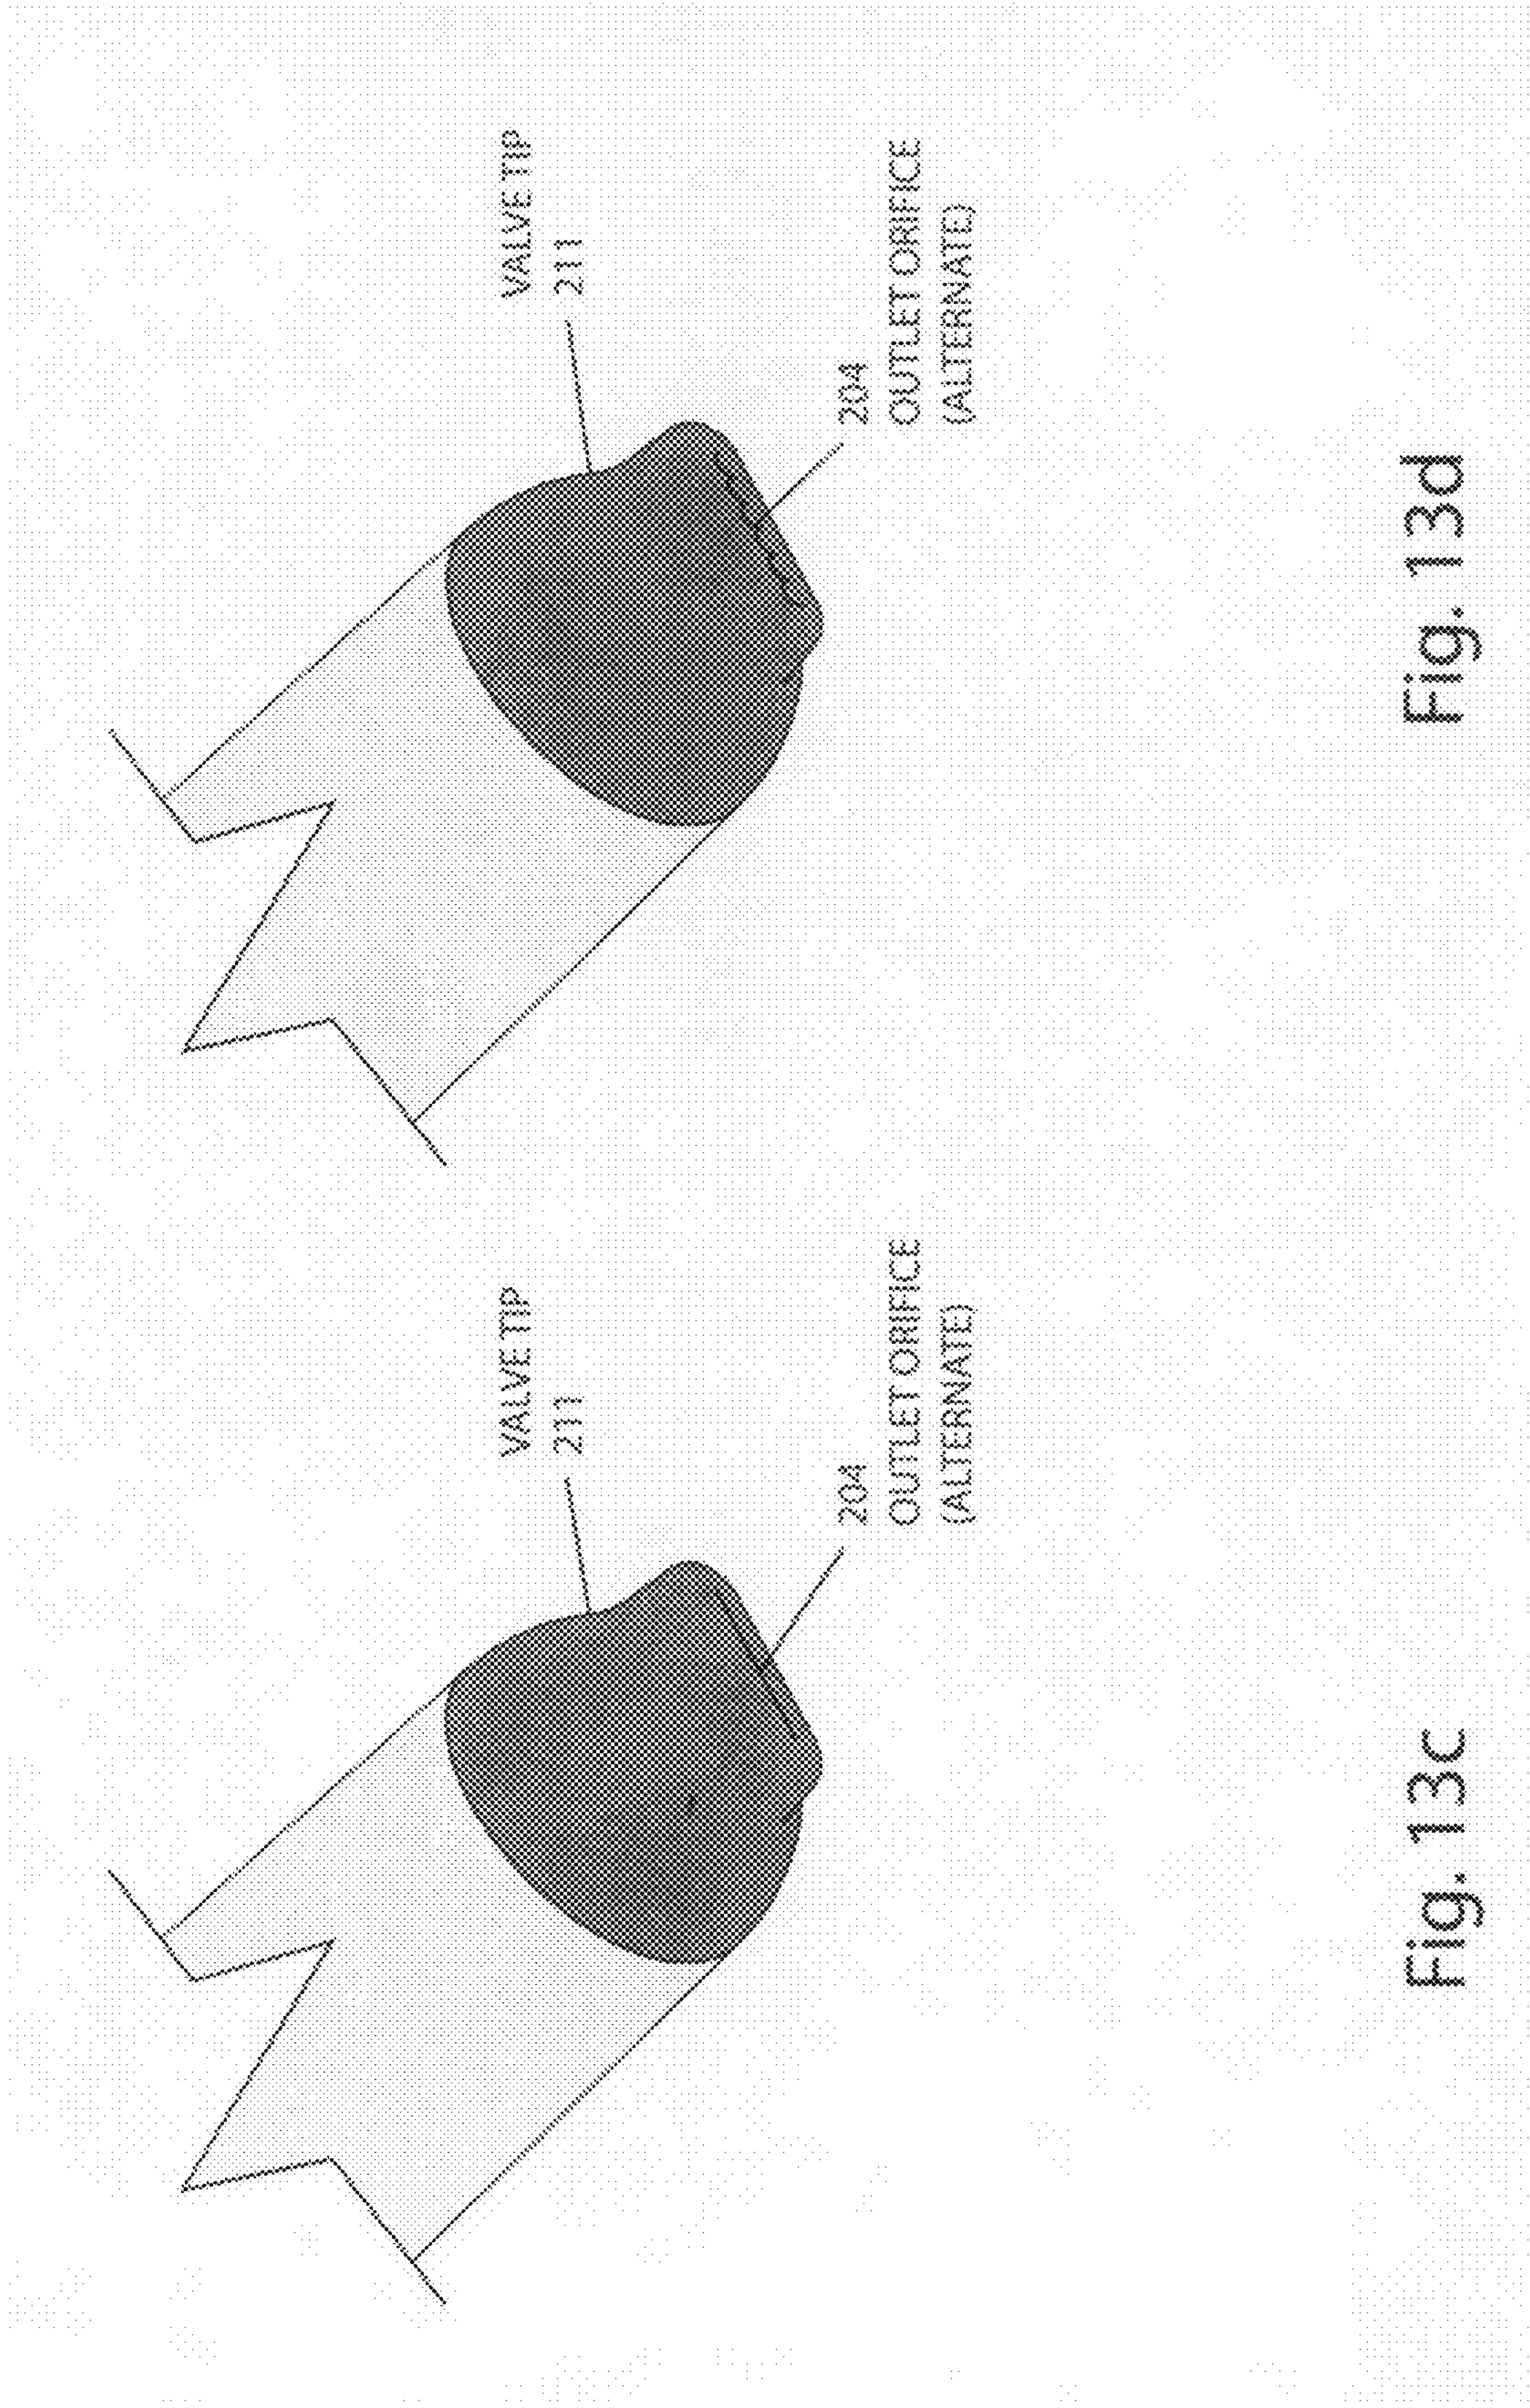 VALVE TIP
211
204
OUTLET ORIFICE
(ALTERNATE)
Fig. 13c
VALVE TIP
211
204
OUTLET ORIFICE
(ALTERNATE)
Fig. 13d